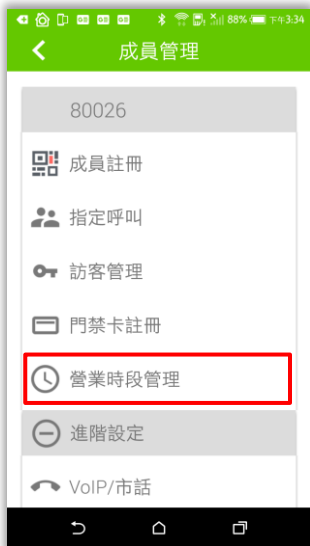 88% 下午3:34
成員管理
80026
成員註冊
指定呼叫
訪客管理
門禁卡註冊
營業時段管理
進階設定
VoIP/市話